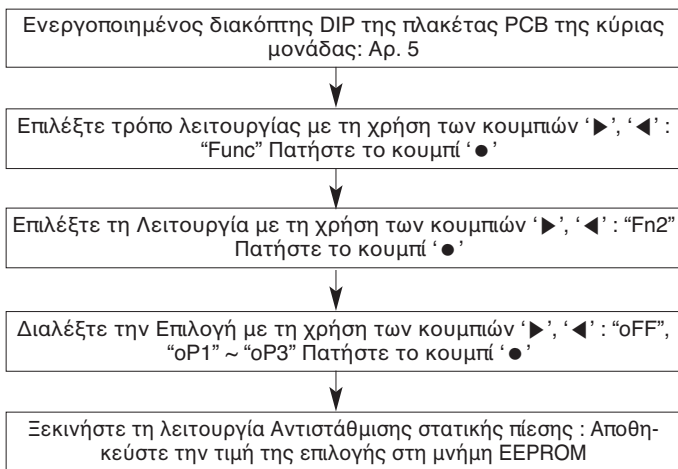 Ενεργοποιημένος διακόπτης DIP της πλακέτας PCB της κύριας
μονάδας: Αρ. 5
Επιλέξτε τρόπο λειτουργίας με τη χρήση των κουμπιών ‘▶’, ‘◀’ :
“Func” Πατήστε το κουμπί ‘●’
Επιλέξτε τη Λειτουργία με τη χρήση των κουμπιών ‘▶’, ‘◀’ : “Fn2”
Πατήστε το κουμπί ‘●’
Διαλέξτε την Επιλογή με τη χρήση των κουμπιών ‘▶’, ‘◀’ : “oFF”,
“oP1” ~ “oP3” Πατήστε το κουμπί ‘●’
Ξεκινήστε τη λειτουργία Αντιστάθμισης στατικής πίεσης : Αποθη-
κεύστε την τιμή της επιλογής στη μνήμη EEPROM